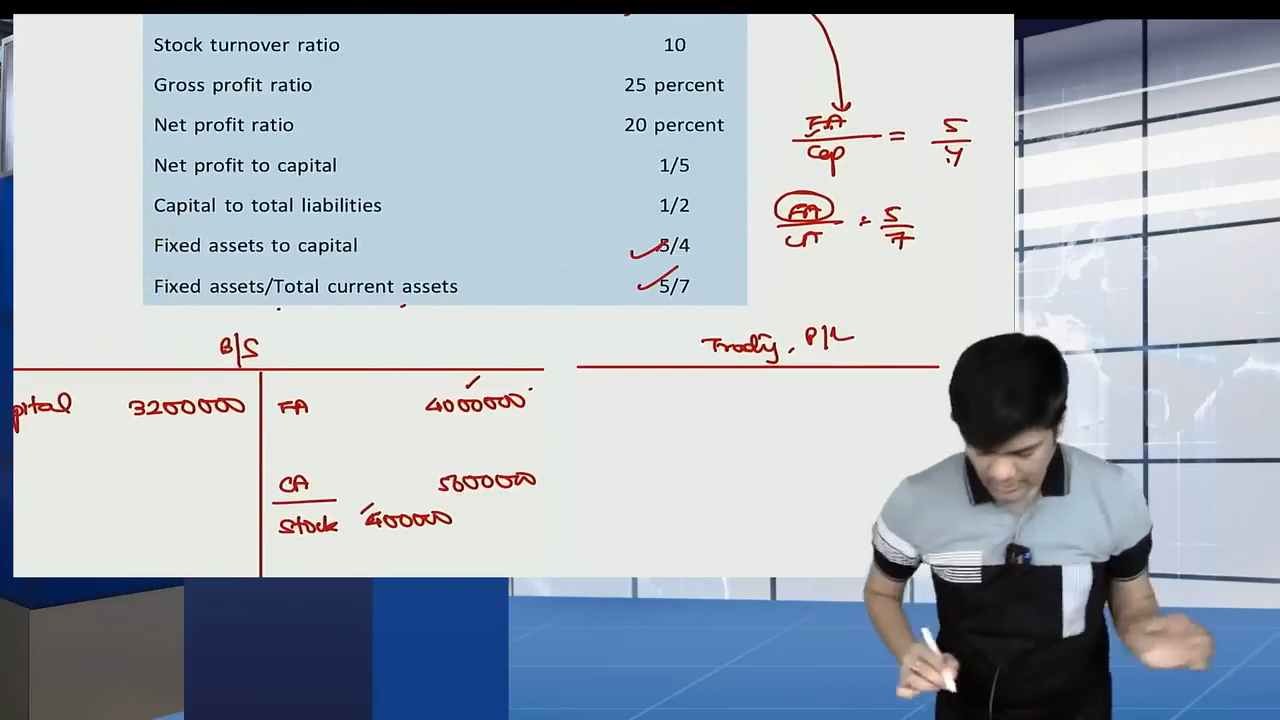 Stock turnover ratio 10
Gross profit ratio 25 percent
Net profit ratio 20 percent
Net profit to capital 1/5
Capital to total liabilities 1/2
Fixed assets to capital 5/4
Fixed assets/Total current assets 5/7
FA/Cap = 5/4
FA/CA = 5/7
B/S
Trading, P/L
pital 3200000 FA 4000000
CA 5600000
Stock 400000